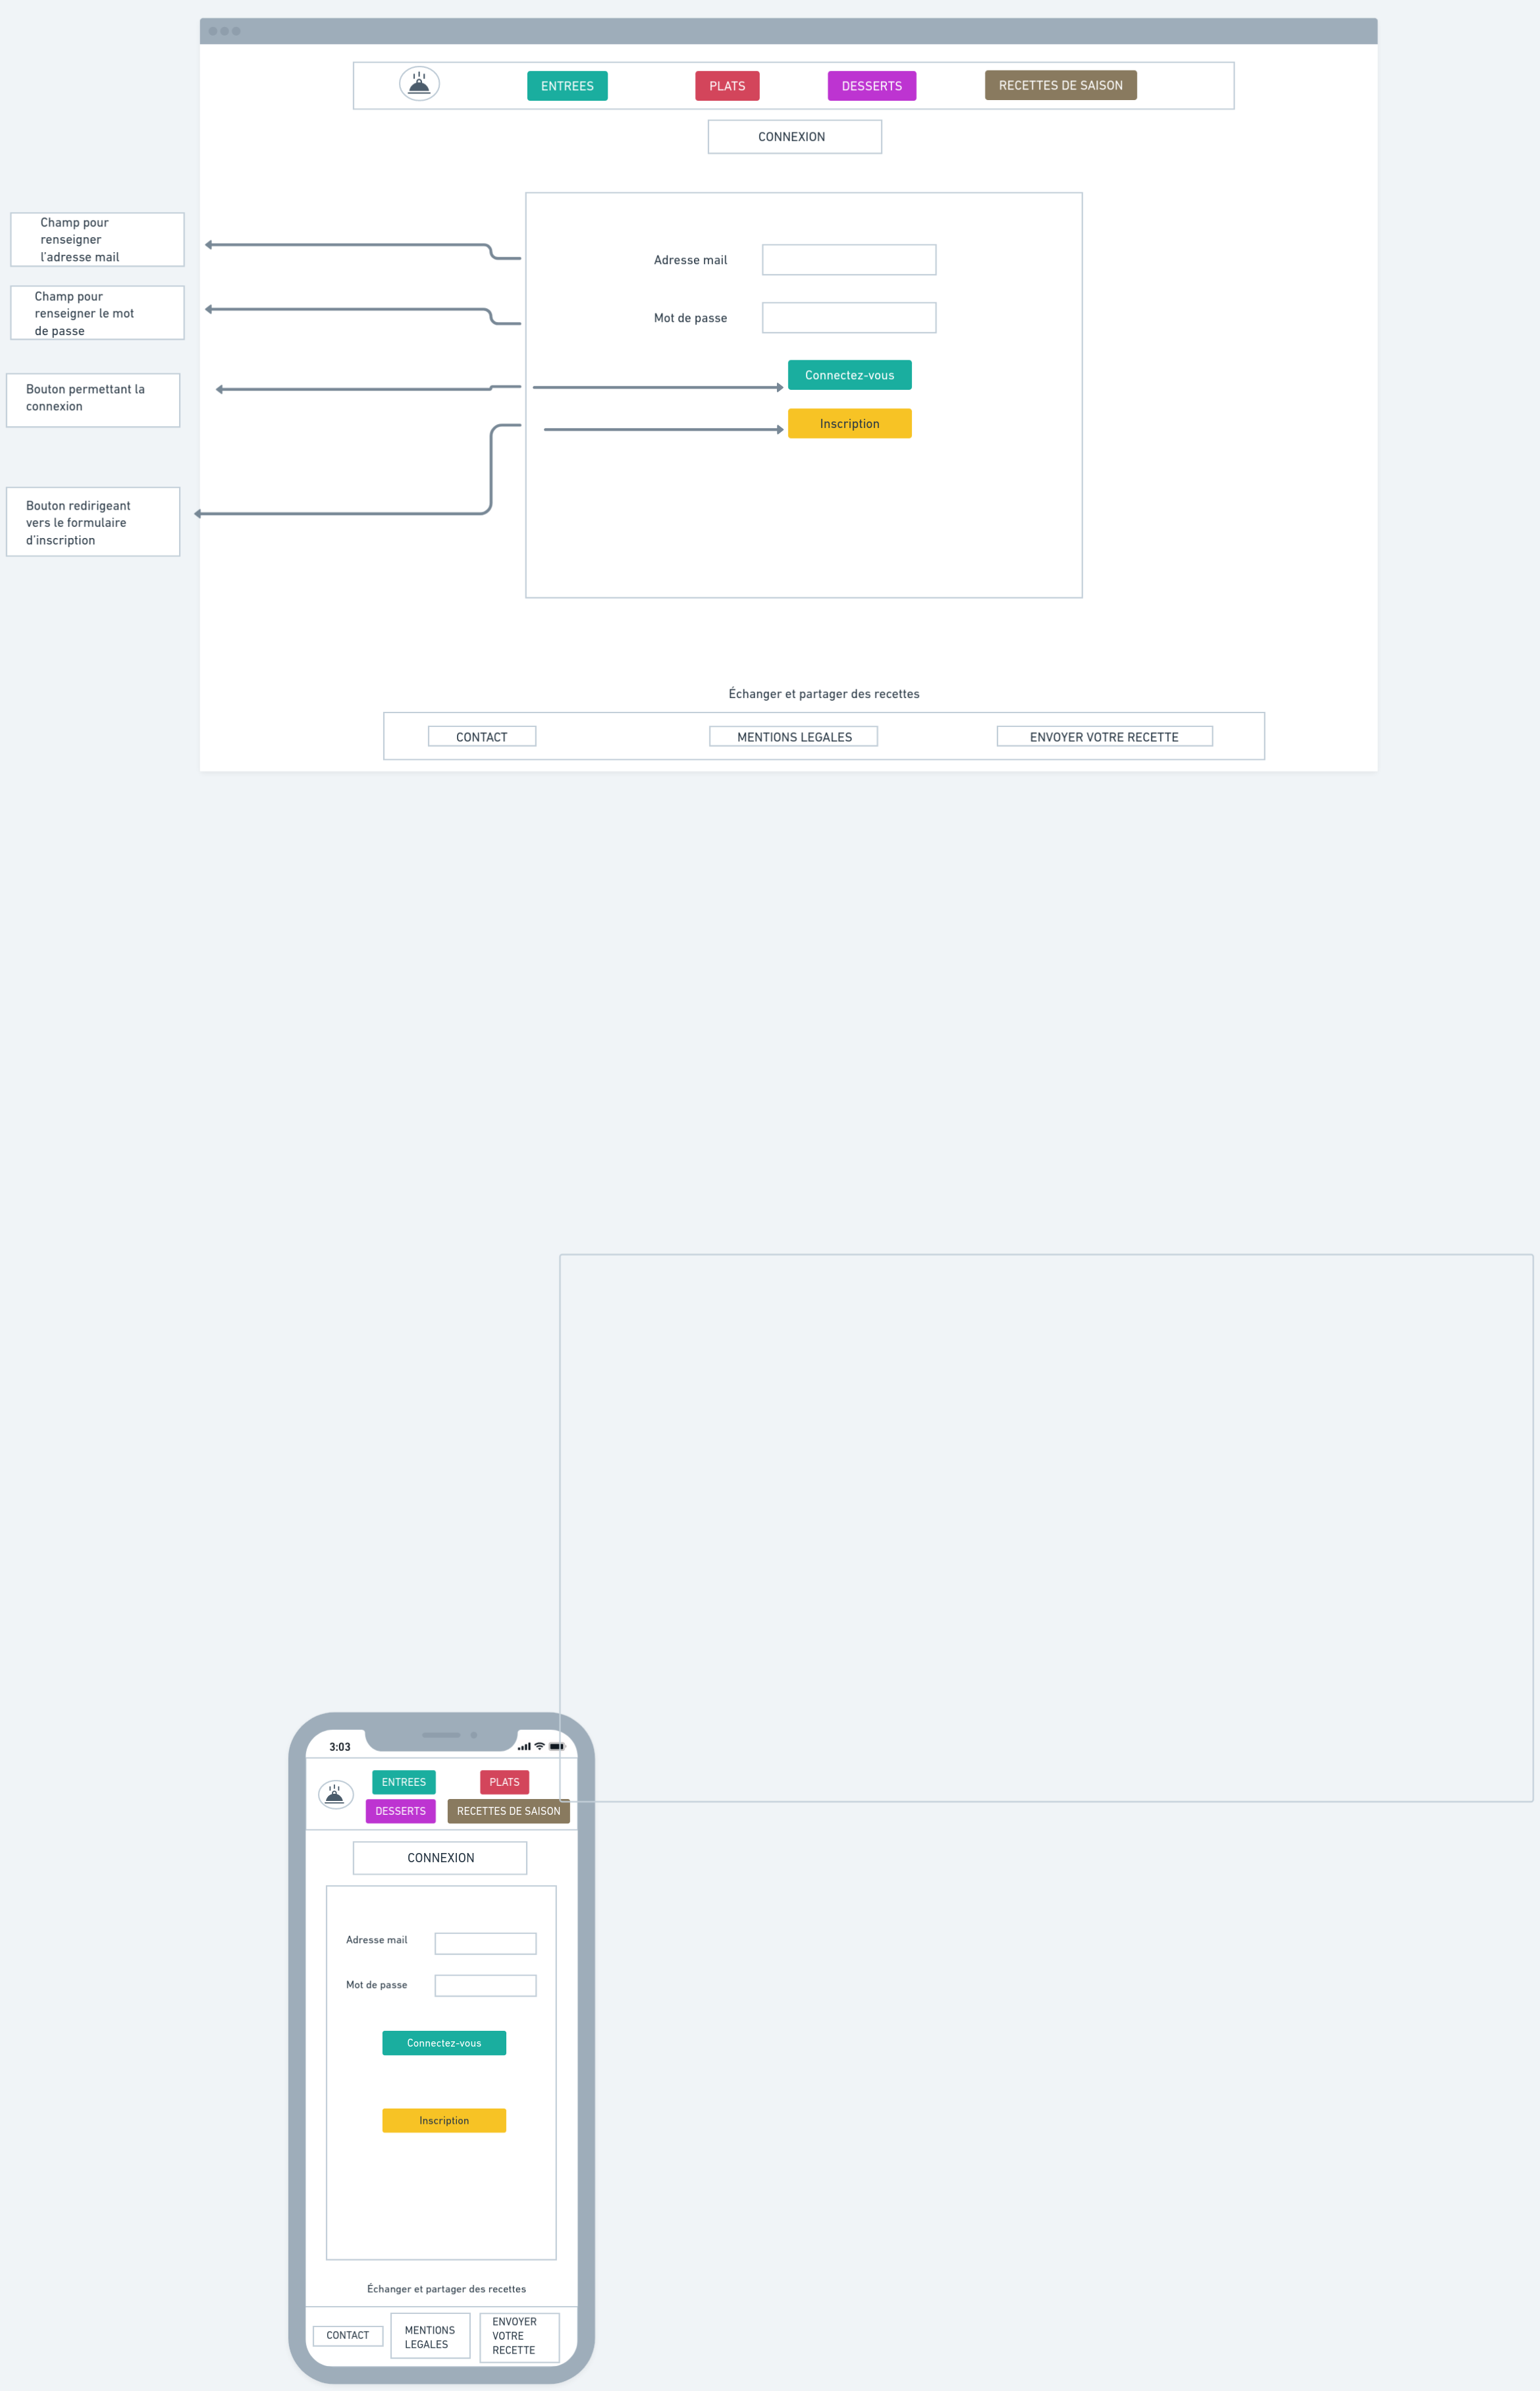 ENTREES
PLATS
DESSERTS
RECETTES DE SAISON
CONNEXION
Champ pour
renseigner
l'adresse mail
Champ pour
renseigner le mot
de passe
Bouton permettant la
connexion
Bouton redirigeant
vers le formulaire
d'inscription
Adresse mail
Mot de passe
Connectez-vous
Inscription
Échanger et partager des recettes
CONTACT
MENTIONS LEGALES
ENVOYER VOTRE RECETTE
3:03
ENTREES
PLATS
DESSERTS
RECETTES DE SAISON
CONNEXION
Adresse mail
Mot de passe
Connectez-vous
Inscription
Échanger et partager des recettes
CONTACT
MENTIONS
LEGALES
ENVOYER
VOTRE
RECETTE